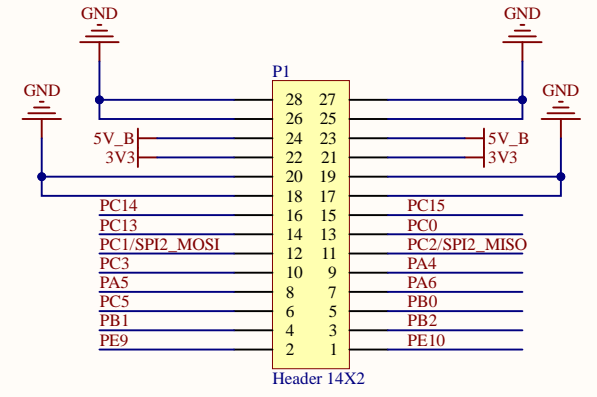 GND GND
P1
GND 28 27 GND
26 25
5V_B 24 23 5V_B
3V3 22 21 3V3
20 19
18 17
PC14 16 15 PC15
PC13 14 13 PC0
PC1/SPI2_MOSI 12 11 PC2/SPI2_MISO
PC3 10 9 PA4
PA5 8 7 PA6
PC5 6 5 PB0
PB1 4 3 PB2
PE9 2 1 PE10
Header 14X2